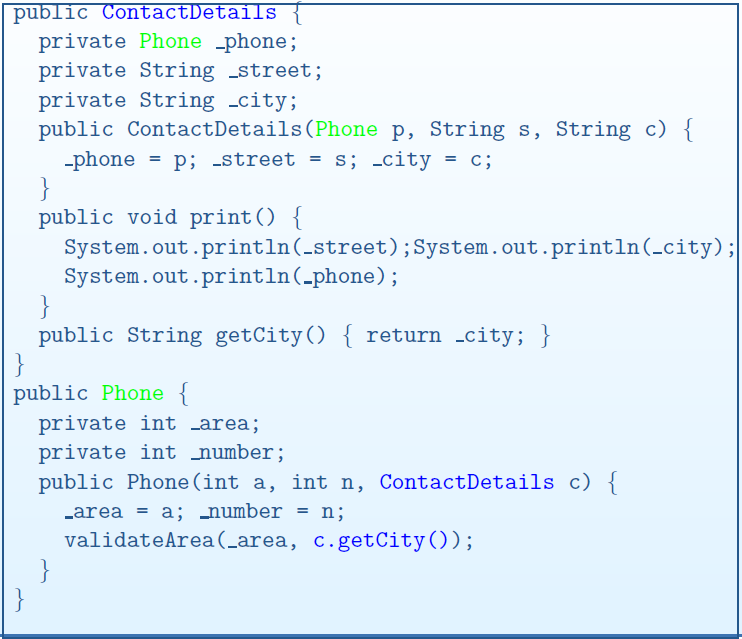 public ContactDetails {
private Phone _phone;
private String _street;
private String _city;
public ContactDetails(Phone p, String s, String c) {
_phone = p; _street = s; _city = c;
}
public void print() {
System.out.println(_street);System.out.println(_city);
System.out.println(_phone);
}
public String getCity() { return _city; }
}
public Phone {
private int _area;
private int _number;
public Phone(int a, int n, ContactDetails c) {
_area = a; _number = n;
validateArea(_area, c.getCity());
}
}